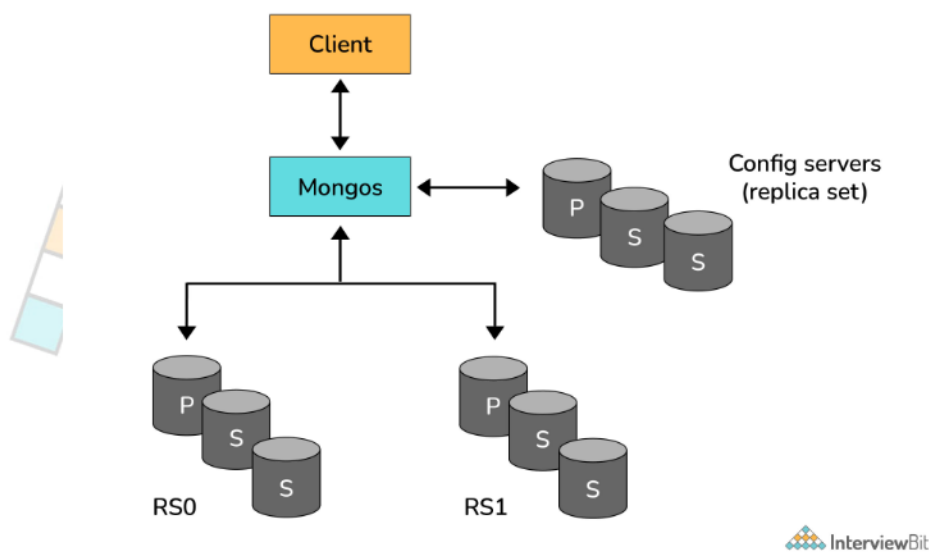 Client
Mongos
Config servers
(replica set)
P
S
S
P
S
S
RS0
P
S
S
RS1
InterviewBit